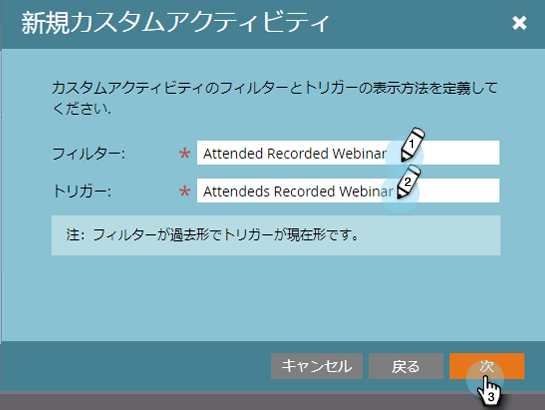 新規カスタムアクティビティ
カスタムアクティビティのフィルターとトリガーの表示方法を定義して
ください.
フィルター: * Attended Recorded Webinar 1
トリガー: * Attendeds Recorded Webinar 2
注: フィルターが過去形でトリガーが現在形です。
キャンセル 戻る 次
3